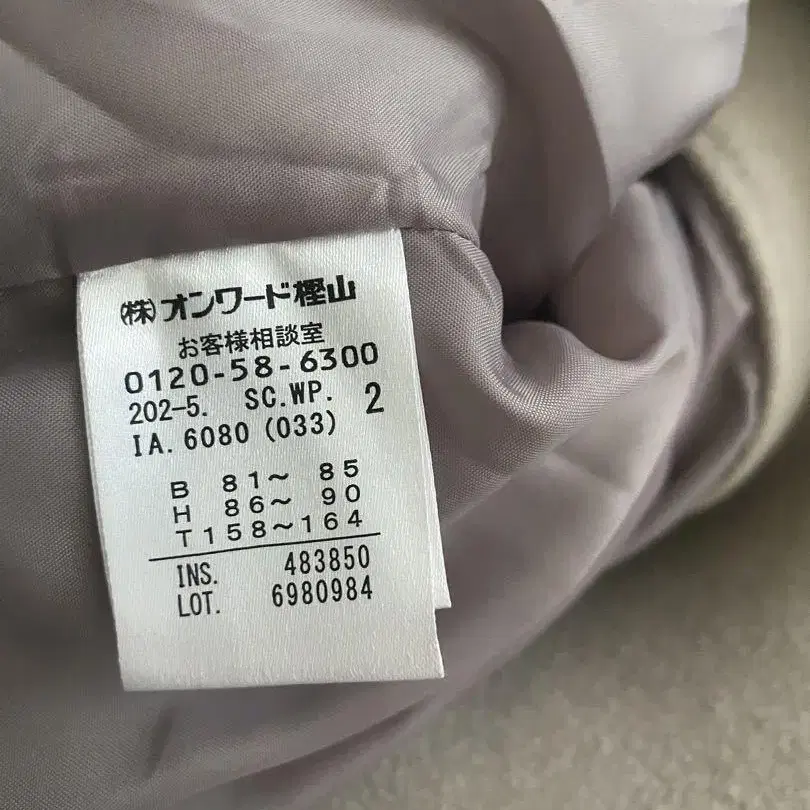 (株)オンワード樫山
お客様相談室
0120-58-6300
202-5. SC.WP. 2
IA.6080 (033)
B 81～ 85
H 86～ 90
T158～164
INS. 483850
LOT. 6980984